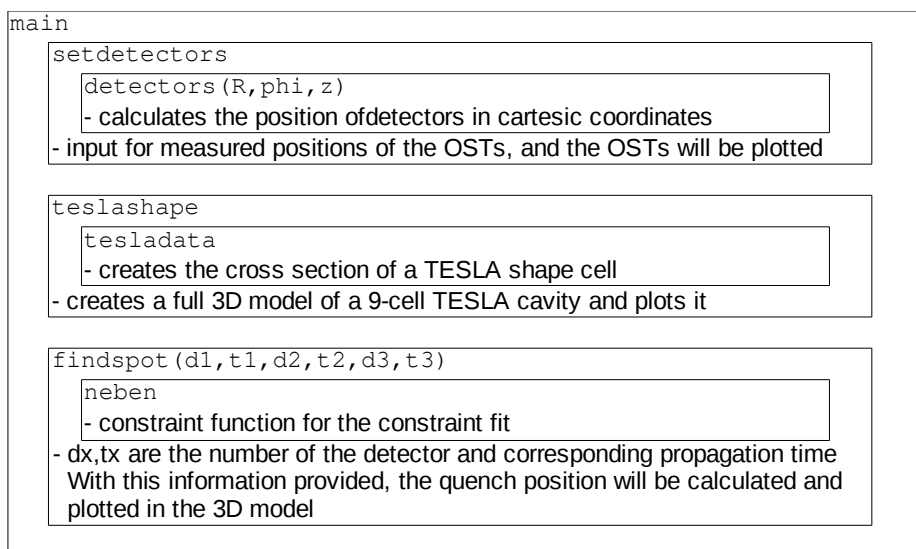 main
setdetectors
detectors(R,phi,z)
- calculates the position ofdetectors in cartesic coordinates
- input for measured positions of the OSTs, and the OSTs will be plotted
teslashape
tesladata
- creates the cross section of a TESLA shape cell
- creates a full 3D model of a 9-cell TESLA cavity and plots it
findspot(d1,t1,d2,t2,d3,t3)
neben
- constraint function for the constraint fit
- dx,tx are the number of the detector and corresponding propagation time
With this information provided, the quench position will be calculated and
plotted in the 3D model